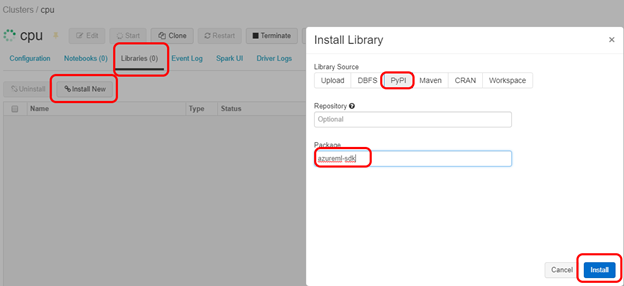 Clusters / cpu
cpu
Edit
Start
Clone
Restart
Terminate
Configuration
Notebooks (0)
Libraries (0)
Event Log
Spark UI
Driver Logs
Uninstall
Install New
Name
Type
Status
Install Library
×
Library Source
Upload
DBFS
PyPI
Maven
CRAN
Workspace
Repository
Optional
Package
azureml-sdk
Cancel
Install